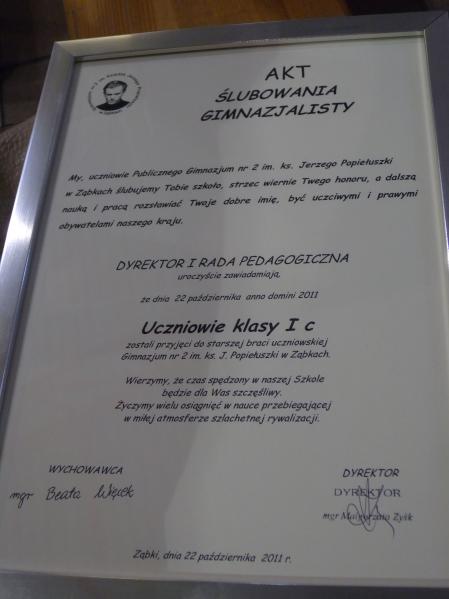 AKT
ŚLUBOWANIA
GIMNAZJALISTY
My, uczniowie Publicznego Gimnazjum nr 2 im. ks. Jerzego Popiełuszki
w Ząbkach ślubujemy Tobie szkoło, strzec wiernie Twego honoru, a dalszą
nauką i pracą rozsławiać Twoje dobre imię, być uczciwymi i prawymi
obywatelami naszego kraju.
DYREKTOR I RADA PEDAGOGICZNA
uroczyście zawiadamiają,
że dnia 22 października anno domini 2011
Uczniowie klasy I c
zostali przyjęci do starszej braci uczniowskiej
Gimnazjum nr 2 im. ks. J. Popiełuszki w Ząbkach.
Wierzymy, że czas spędzony w naszej Szkole
będzie dla Was szczęśliwy.
Życzymy wielu osiągnięć w nauce przebiegającej
w miłej atmosferze szlachetnej rywalizacji.
WYCHOWAWCA
mgr Beata
DYREKTOR
DYREKTOR
mgr Małgorzata Zyśk
Ząbki, dnia 22 października 2011 r.